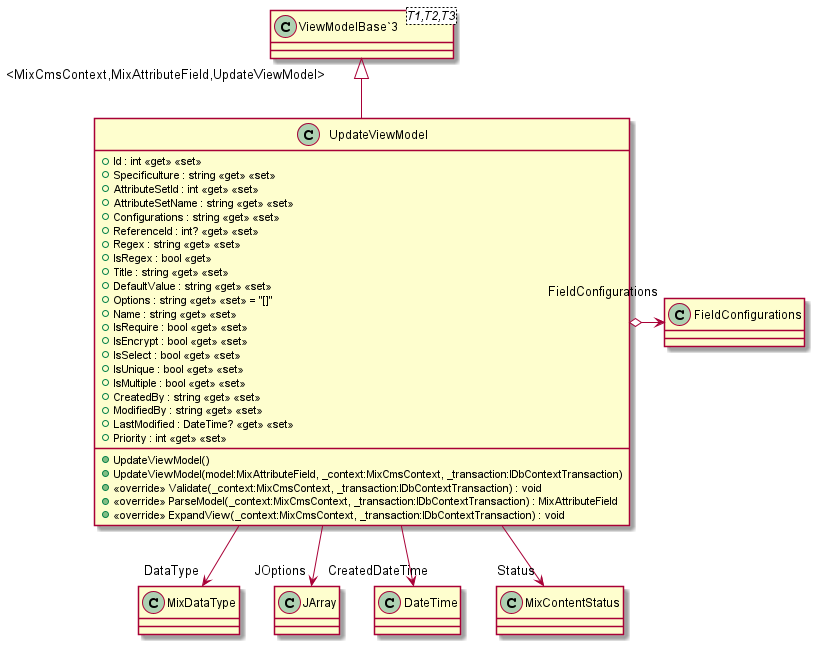 C ViewModelBase`3
T1,T2,T3
<MixCmsContext,MixAttributeField,UpdateViewModel>
C UpdateViewModel
Id : int «get» «set»
Specificulture : string «get» «set»
AttributeSetId : int «get» «set»
AttributeSetName : string «get» «set»
Configurations : string «get» «set»
ReferenceId : int? «get» «set»
Regex : string «get» «set»
IsRegex : bool «get»
Title : string «get» «set»
DefaultValue : string «get» «set»
Options : string «get» «set» = "[]"
Name : string «get» «set»
IsRequire : bool «get» «set»
IsEncrypt : bool «get» «set»
IsSelect : bool «get» «set»
IsUnique : bool «get» «set»
IsMultiple : bool «get» «set»
CreatedBy : string «get» «set»
ModifiedBy : string «get» «set»
LastModified : DateTime? «get» «set»
Priority : int «get» «set»
UpdateViewModel()
UpdateViewModel(model:MixAttributeField, _context:MixCmsContext, _transaction:IDbContextTransaction)
«override» Validate(_context:MixCmsContext, _transaction:IDbContextTransaction) : void
«override» ParseModel(_context:MixCmsContext, _transaction:IDbContextTransaction) : MixAttributeField
«override» ExpandView(_context:MixCmsContext, _transaction:IDbContextTransaction) : void
FieldConfigurations
C FieldConfigurations
DataType
JOptions
CreatedDateTime
Status
C MixDataType
C JArray
C DateTime
C MixContentStatus